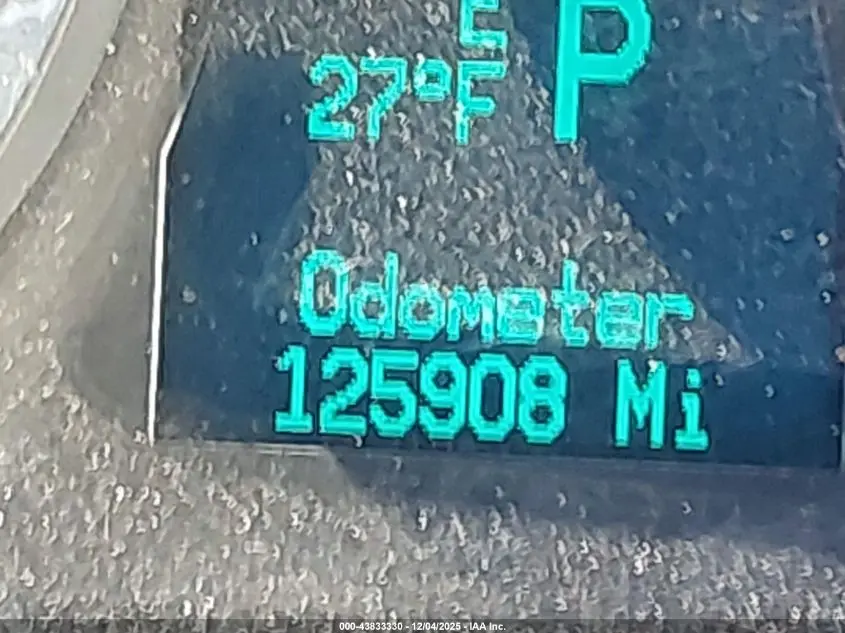 E
P
27°F
Odometer
125908 Mi
000-43833330 - 12/04/2025 - IAA Inc.